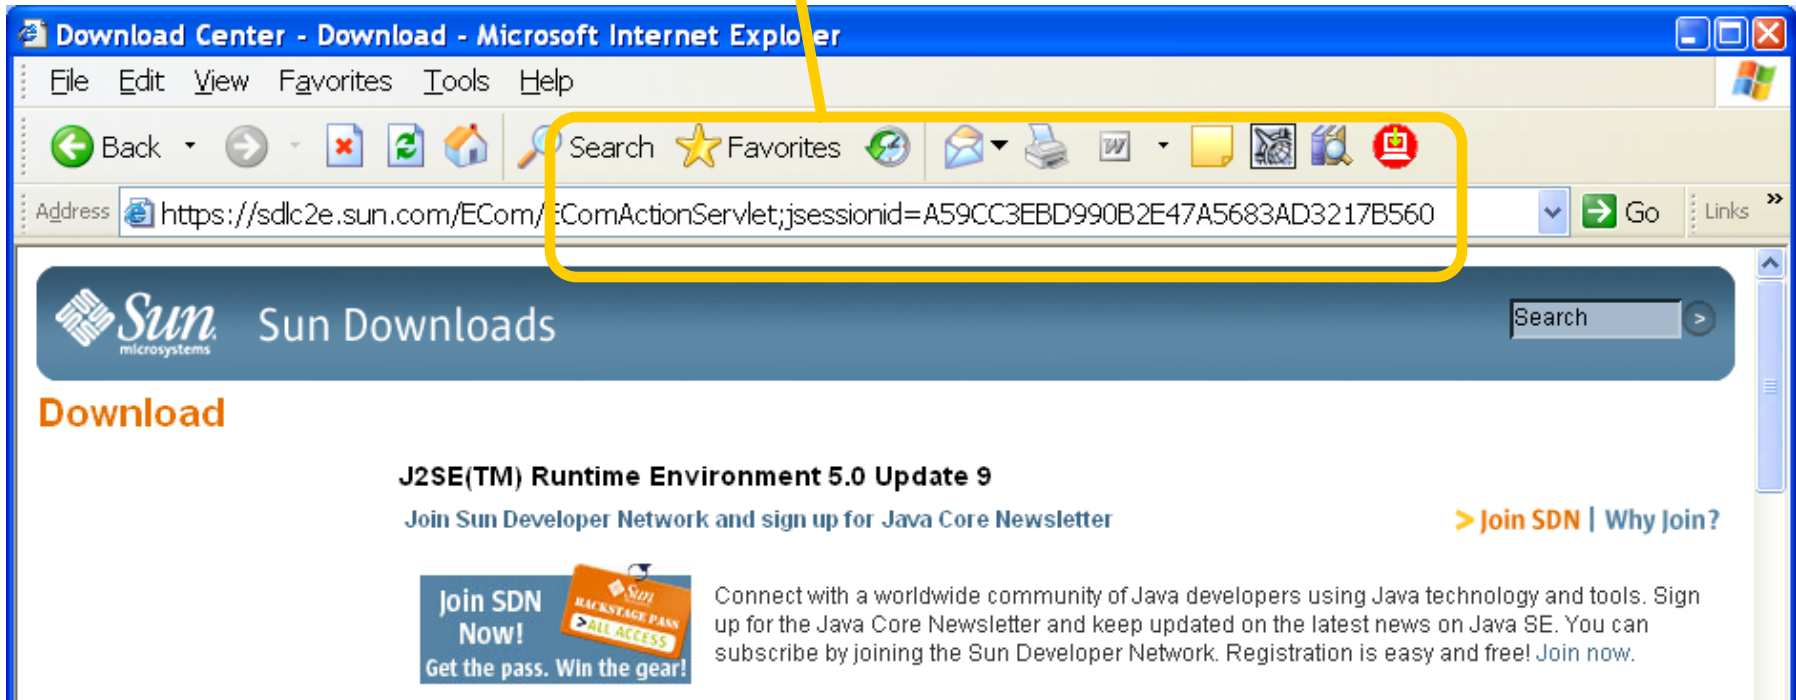 Download Center - Download - Microsoft Internet Explorer
File Edit View Favorites Tools Help
Back Search Favorites W
Address https://sdlc2e.sun.com/ECom/EComActionServlet;jsessionid=A59CC3EBD990B2E47A5683AD3217B560 Go Links »
Sun microsystems Sun Downloads Search >
Download
J2SE(TM) Runtime Environment 5.0 Update 9
Join Sun Developer Network and sign up for Java Core Newsletter
> Join SDN | Why Join?
Join SDN
Now!
Get the pass. Win the gear!
Sun
BACKSTAGE PASS
>ALL ACCESS
Connect with a worldwide community of Java developers using Java technology and tools. Sign
up for the Java Core Newsletter and keep updated on the latest news on Java SE. You can
subscribe by joining the Sun Developer Network. Registration is easy and free! Join now.